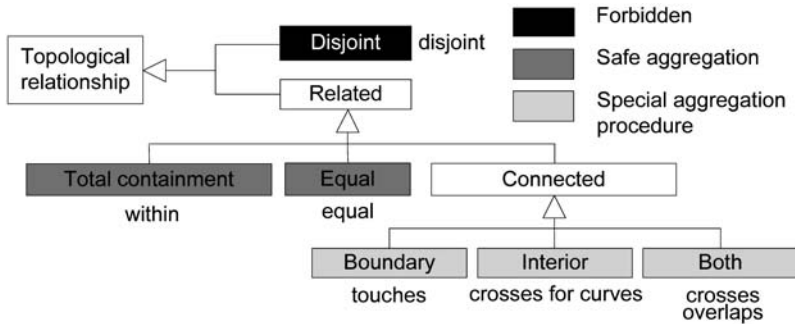 Topological
relationship
Disjoint
disjoint
Related
Forbidden
Safe aggregation
Special aggregation
procedure
Total containment
within
Equal
equal
Connected
Boundary
touches
Interior
crosses for curves
Both
crosses
overlaps